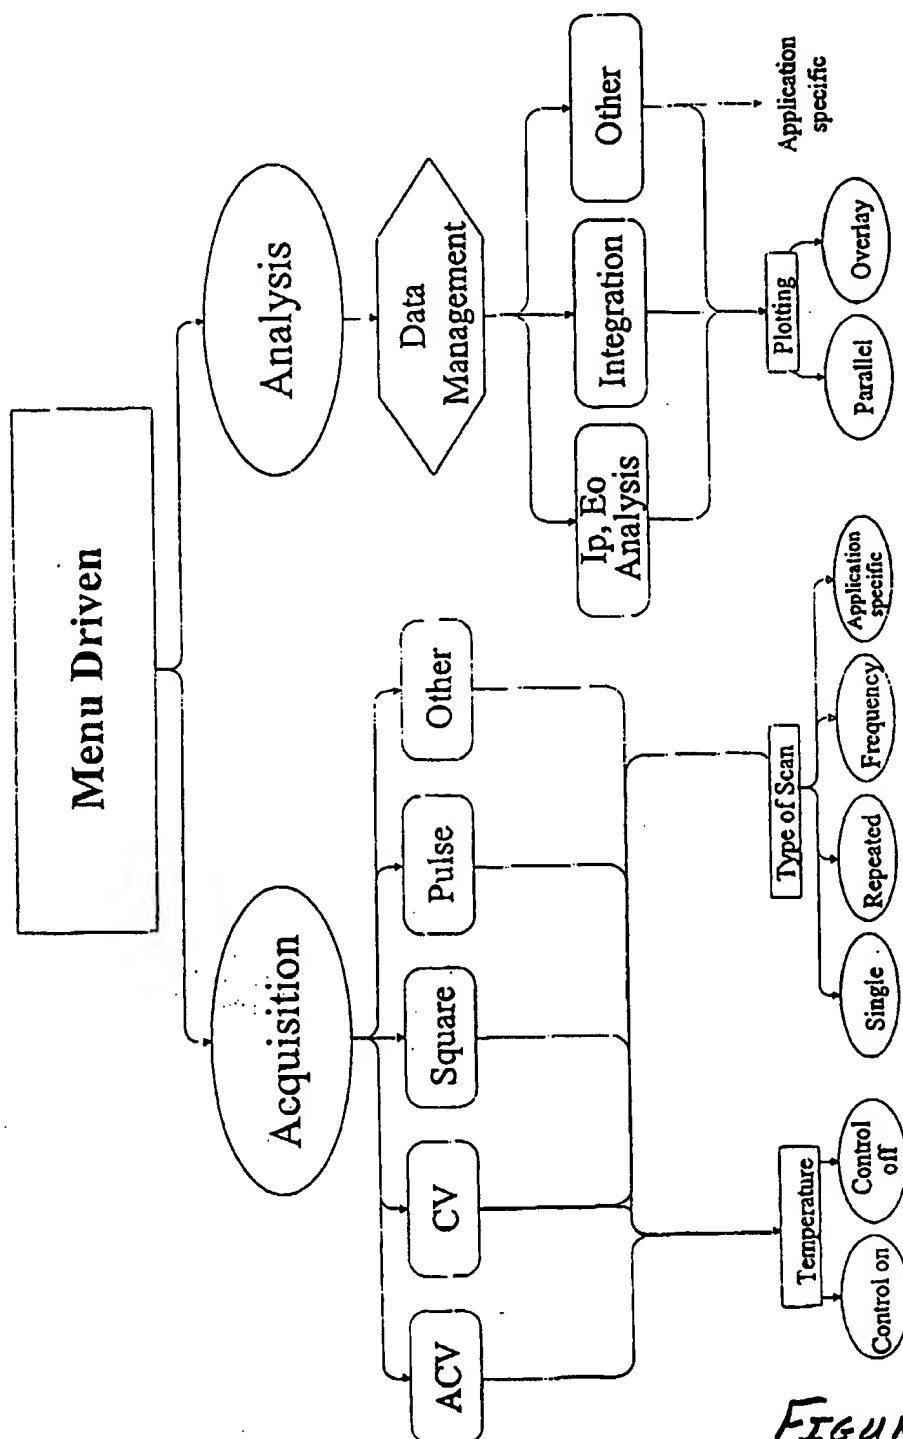 Menu Driven
Acquisition
Analysis
ACV
CV
Square
Pulse
Other
Data
Management
Ip, Eo
Analysis
Integration
Other
Temperature
Control on
Control
off
Type of Scan
Single
Repeated
Frequency
Application
specific
Plotting
Parallel
Overlay
Application
specific